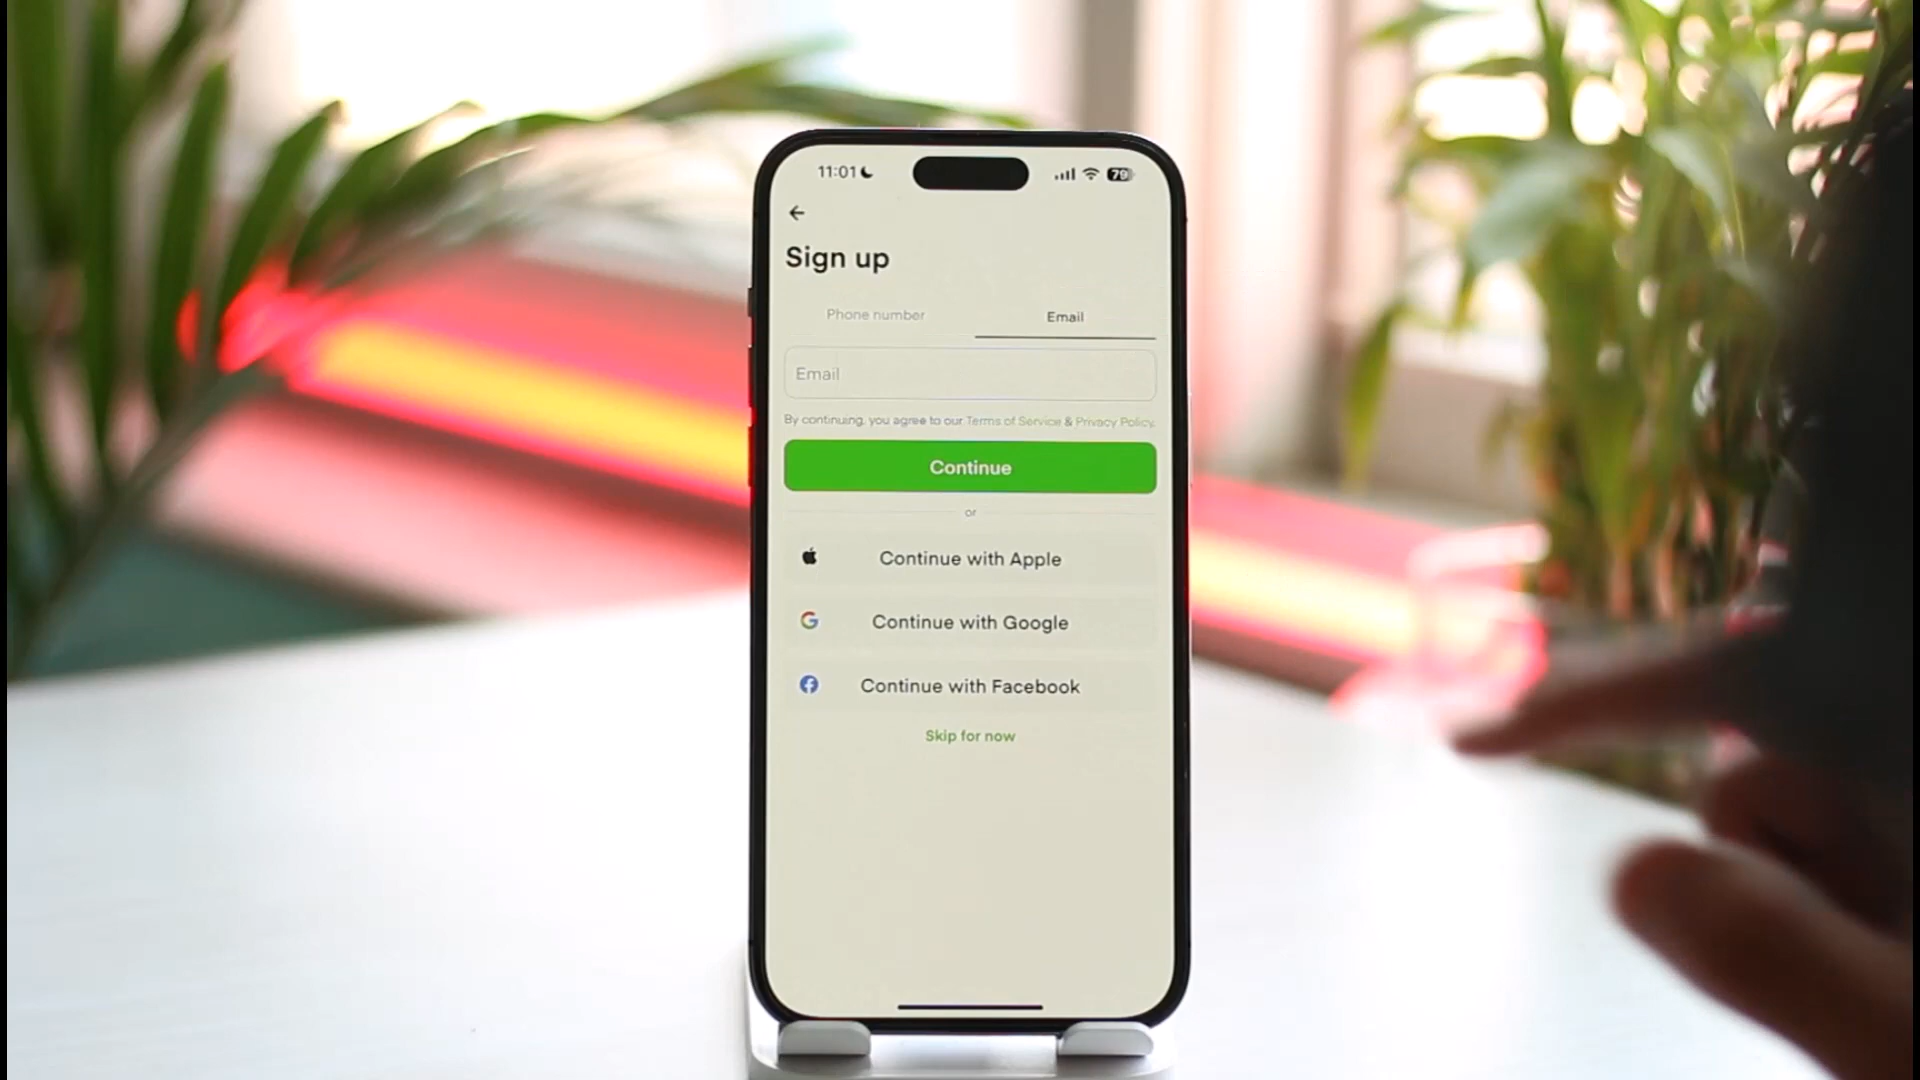 11:01
79
Sign up
Phone number
Email
Email
By continuing, you agree to our Terms of Service & Privacy Policy.
Continue
or
Continue with Apple
Continue with Google
Continue with Facebook
Skip for now